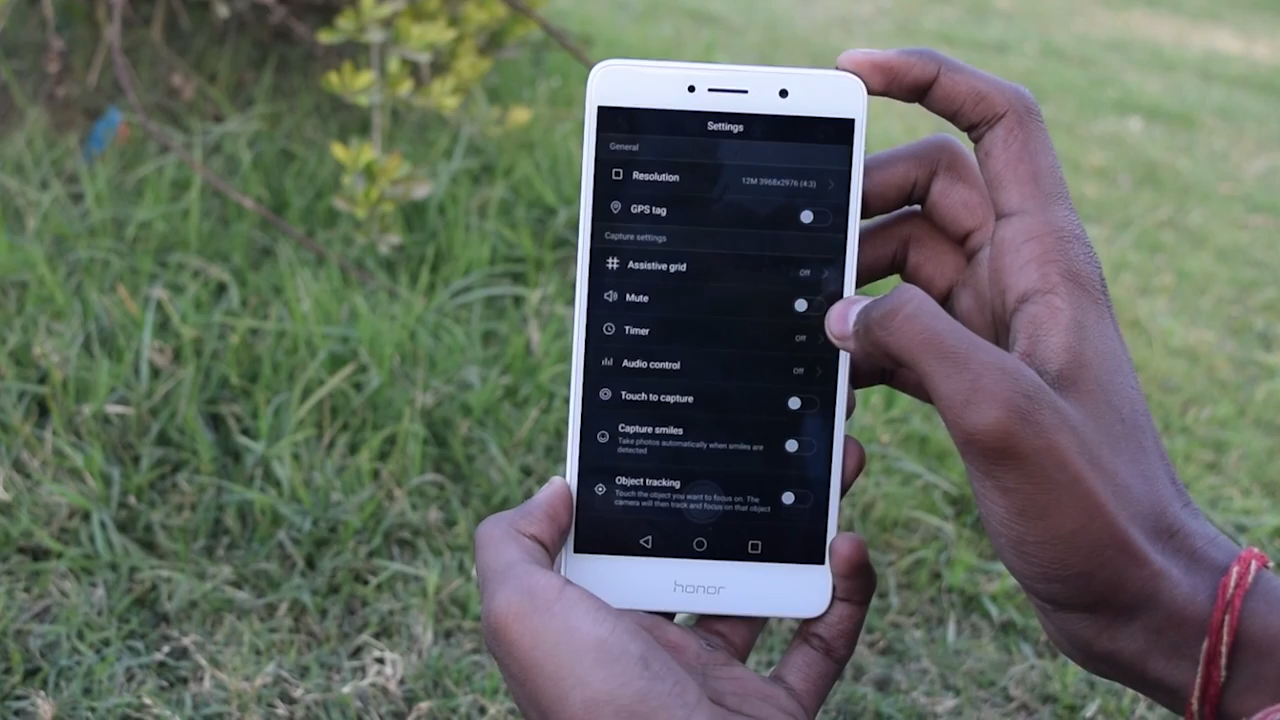 Settings
General
Resolution 12M 3968x2976 (4:3)
GPS tag
Capture settings
Assistive grid Off
Mute
Timer Off
Audio control Off
Touch to capture
Capture smiles
Take photos automatically when smiles are
detected
Object tracking
Touch the object you want to focus on. The
camera will then track and focus on that object
honor